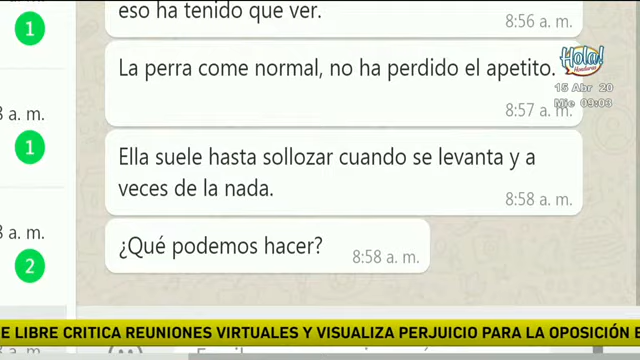 eso ha tenido que ver.
1
8:56 a. m.
La perra come normal, no ha perdido el apetito.
Hola!
Honduras
15 Abr 20
Mie 09:03
8:57 a. m.
a. m.
1
Ella suele hasta sollozar cuando se levanta y a
veces de la nada.
8:58 a. m.
8 a. m.
2
¿Qué podemos hacer?
8:58 a. m.
E LIBRE CRITICA REUNIONES VIRTUALES Y VISUALIZA PERJUICIO PARA LA OPOSICIÓN E